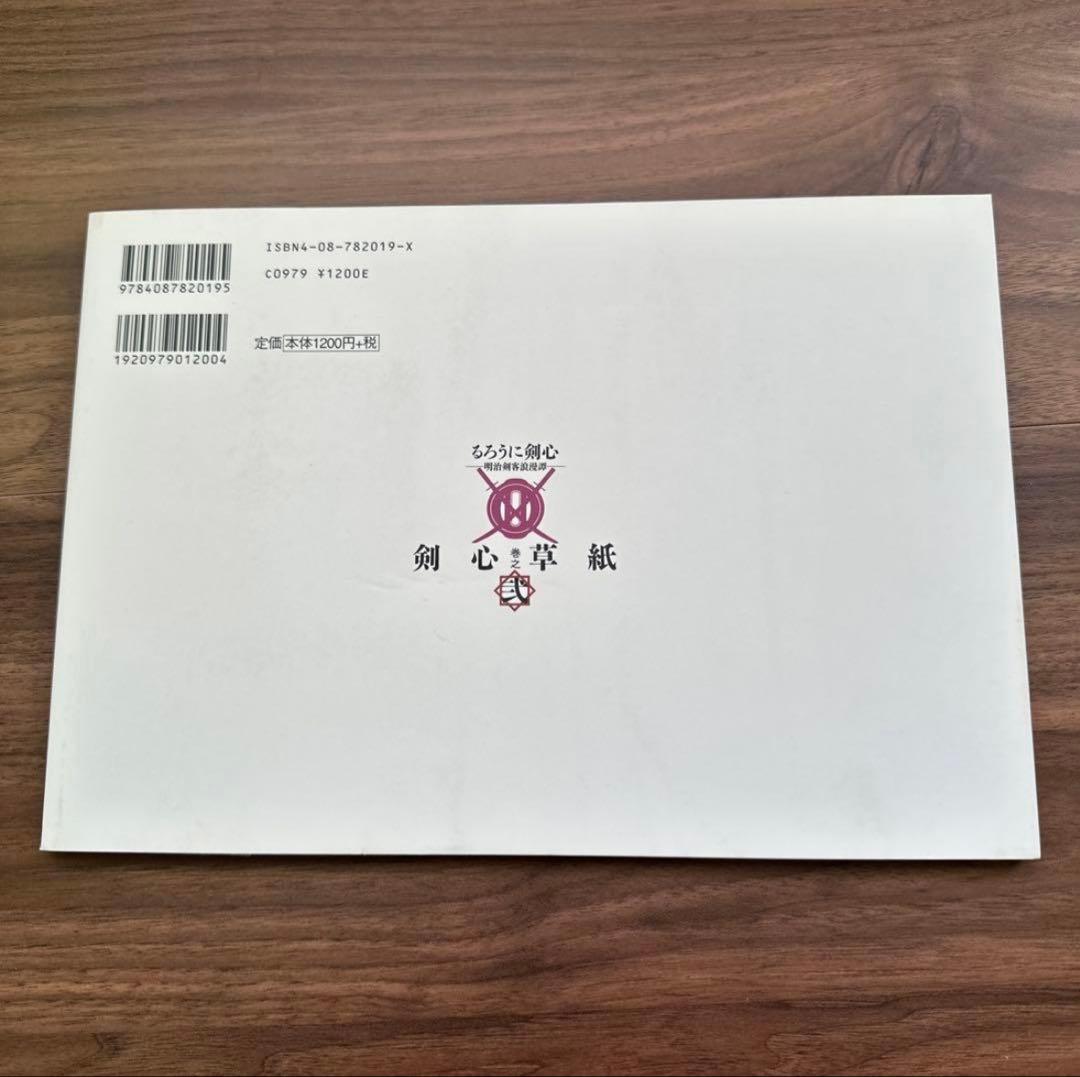 ISBN4-08-782019-X
C0979 ¥1200E
9784087820195
定価本体1200円+税
1920979012004
るろうに剣心
明治剣客浪漫譚
剣心草紙
巻之
弐